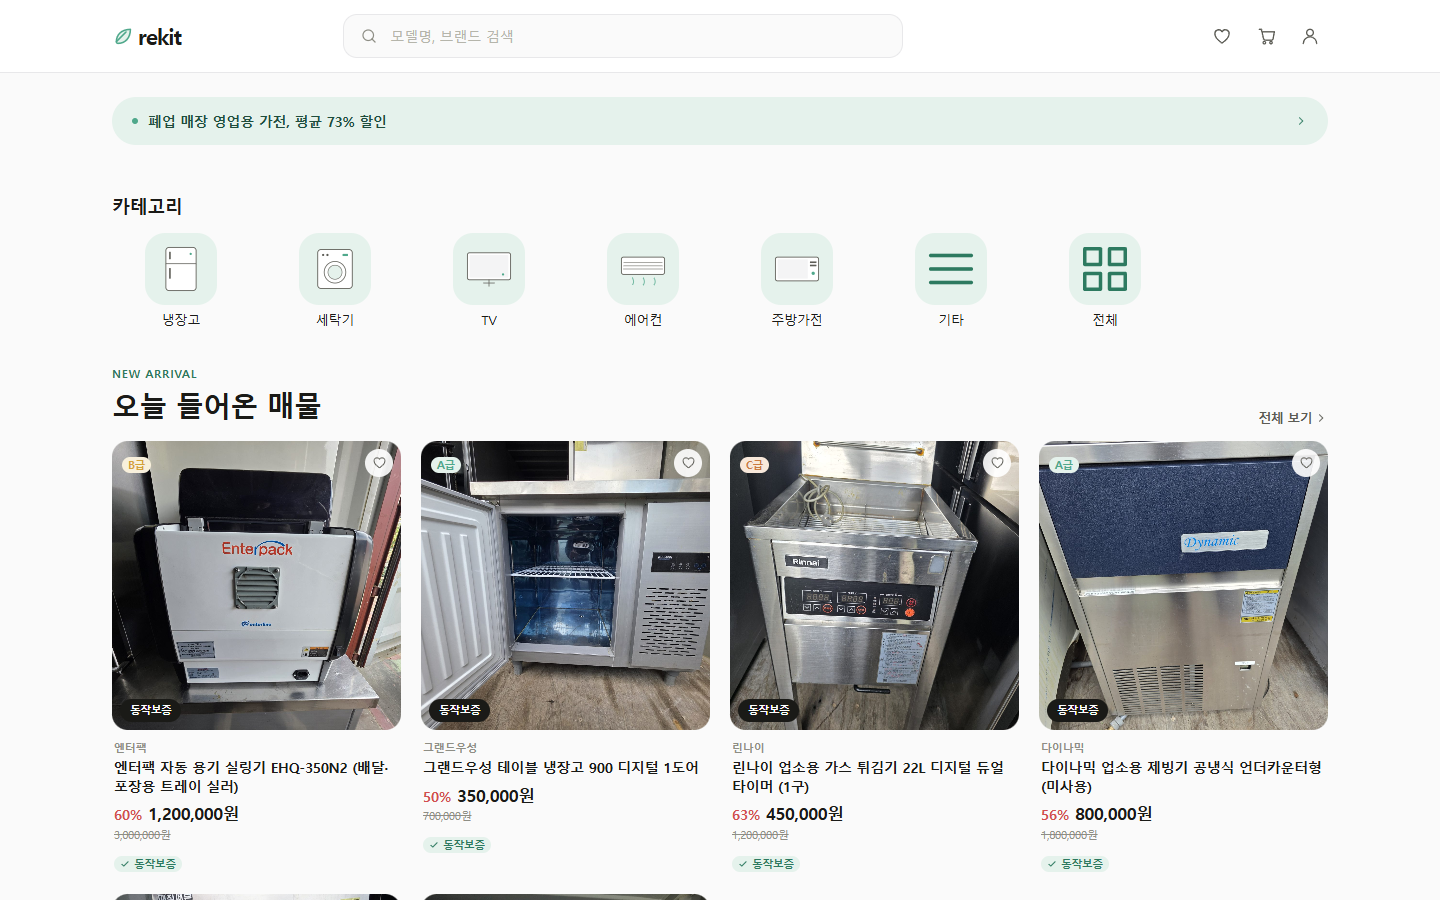 rekit
모델명, 브랜드 검색
폐업 매장 영업용 가전, 평균 73% 할인
카테고리
냉장고
세탁기
TV
에어컨
주방가전
기타
전체
NEW ARRIVAL
오늘 들어온 매물
전체 보기
B급
Enterpack
동작보증
A급
동작보증
C급
Rinnai
동작보증
A급
Dynamic
동작보증
엔터팩
엔터팩 자동 용기 실링기 EHQ-350N2 (배달·
포장용 트레이 실러)
60% 1,200,000원
3,000,000원
동작보증
그랜드우성
그랜드우성 테이블 냉장고 900 디지털 1도어
50% 350,000원
700,000원
동작보증
린나이
린나이 업소용 가스 튀김기 22L 디지털 듀얼
타이머 (1구)
63% 450,000원
1,200,000원
동작보증
다이나믹
다이나믹 업소용 제빙기 공냉식 언더카운터형
(미사용)
56% 800,000원
1,800,000원
동작보증